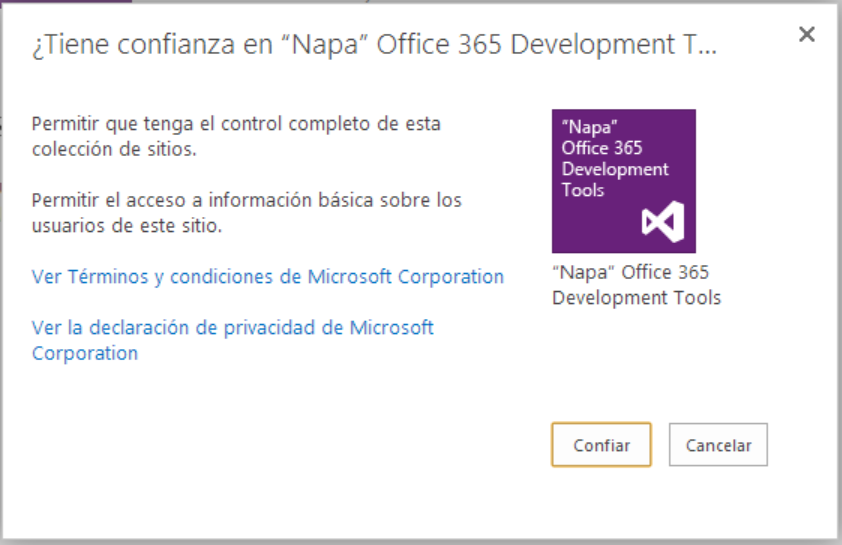 ¿Tiene confianza en “Napa” Office 365 Development T...
Permitir que tenga el control completo de esta
colección de sitios.
Permitir el acceso a información básica sobre los
usuarios de este sitio.
Ver Términos y condiciones de Microsoft Corporation
Ver la declaración de privacidad de Microsoft
Corporation
“Napa”
Office 365
Development
Tools
“Napa” Office 365
Development Tools
Confiar
Cancelar